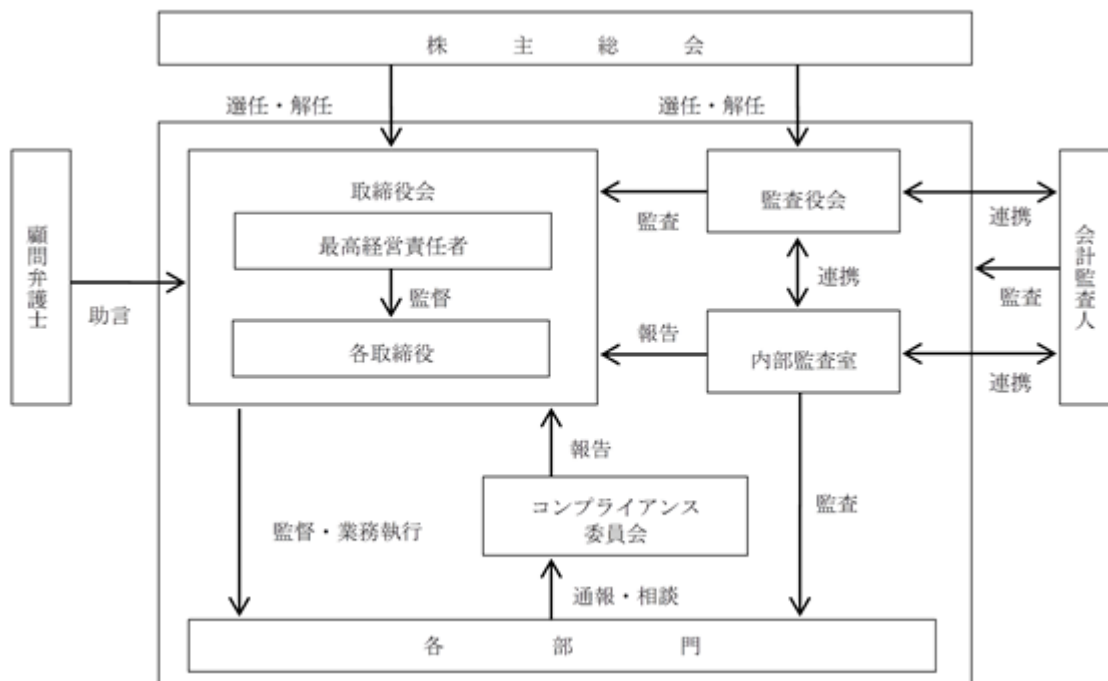 株主総会
選任・解任
選任・解任
取締役会
監査役会
監査
連携
最高経営責任者
監督
連携
監査
顧問弁護士
助言
会計監査人
各取締役
報告
内部監査室
連携
報告
コンプライアンス
委員会
監査
監督・業務執行
通報・相談
各部門